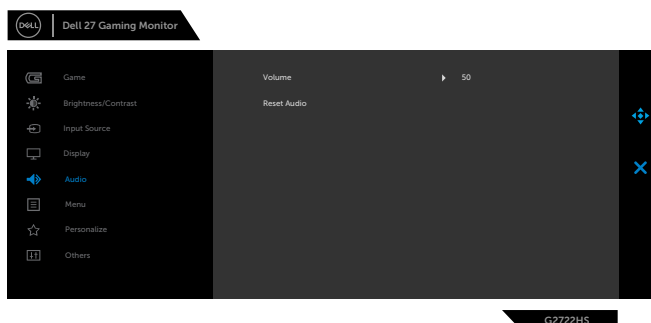 DELL
Dell 27 Gaming Monitor
Game
Volume 50
Brightness/Contrast
Reset Audio
Input Source
Display
Audio
Menu
Personalize
Others
G2722HS